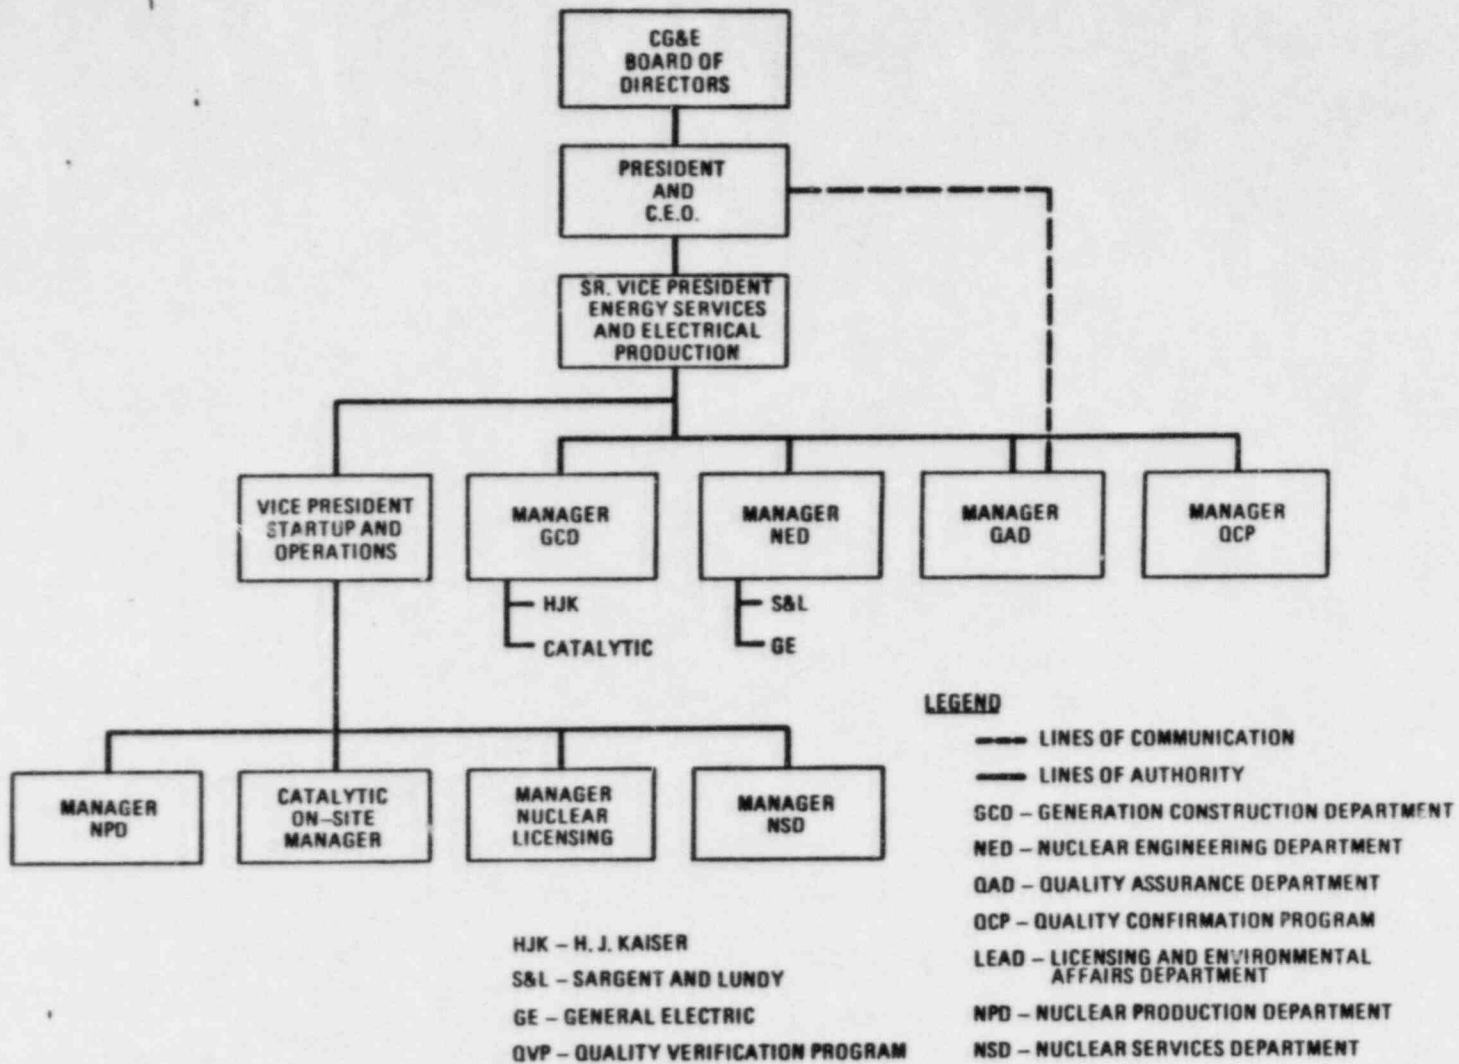 CG&E
BOARD OF
DIRECTORS
PRESIDENT
AND
C.E.O.
SR. VICE PRESIDENT
ENERGY SERVICES
AND ELECTRICAL
PRODUCTION
VICE PRESIDENT
STARTUP AND
OPERATIONS
MANAGER
GCD
MANAGER
NED
MANAGER
QAD
MANAGER
QCP
HJK
CATALYTIC
S&L
GE
MANAGER
NPD
CATALYTIC
ON-SITE
MANAGER
MANAGER
NUCLEAR
LICENSING
MANAGER
NSD
LEGEND
LINES OF COMMUNICATION
LINES OF AUTHORITY
GCD – GENERATION CONSTRUCTION DEPARTMENT
NED – NUCLEAR ENGINEERING DEPARTMENT
QAD – QUALITY ASSURANCE DEPARTMENT
QCP – QUALITY CONFIRMATION PROGRAM
LEAD – LICENSING AND ENVIRONMENTAL
AFFAIRS DEPARTMENT
NPD – NUCLEAR PRODUCTION DEPARTMENT
NSD – NUCLEAR SERVICES DEPARTMENT
HJK – H. J. KAISER
S&L – SARGENT AND LUNDY
GE – GENERAL ELECTRIC
QVP – QUALITY VERIFICATION PROGRAM